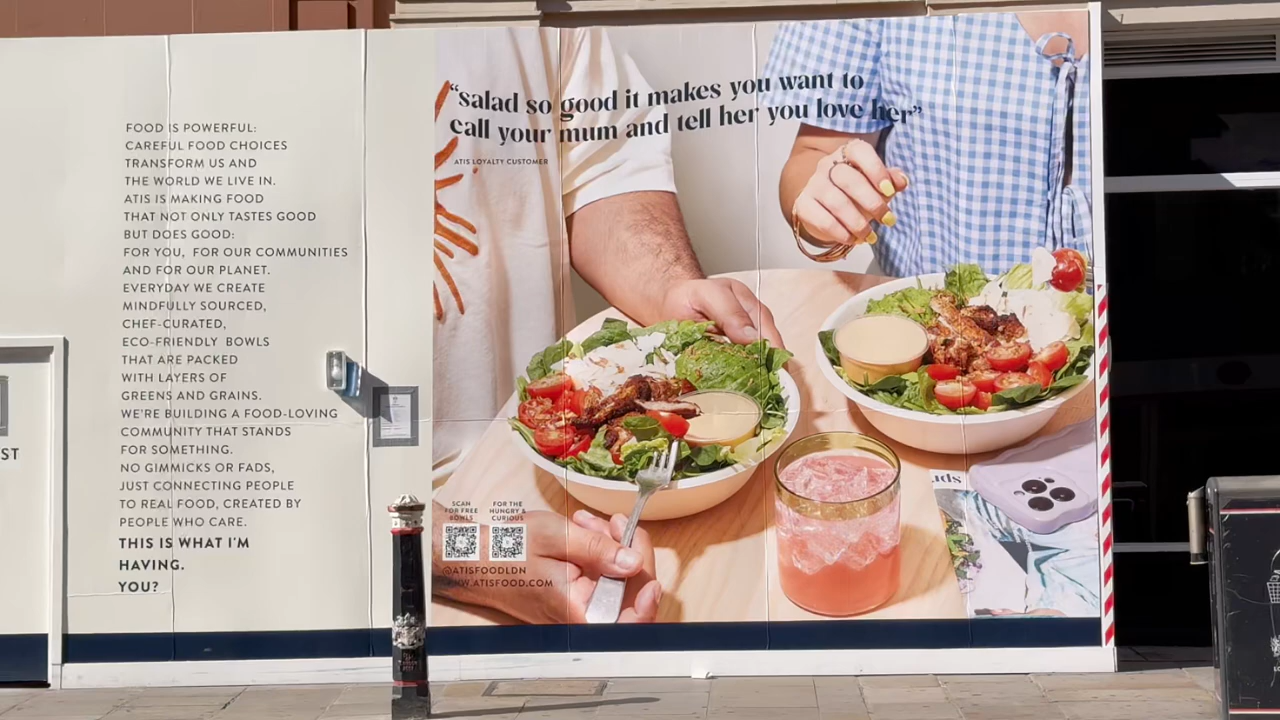 FOOD IS POWERFUL:
CAREFUL FOOD CHOICES
TRANSFORM US AND
THE WORLD WE LIVE IN.
ATIS IS MAKING FOOD
THAT NOT ONLY TASTES GOOD
BUT DOES GOOD:
FOR YOU, FOR OUR COMMUNITIES
AND FOR OUR PLANET.
EVERYDAY WE CREATE
MINDFULLY SOURCED,
CHEF-CURATED,
ECO-FRIENDLY BOWLS
THAT ARE PACKED
WITH LAYERS OF
GREENS AND GRAINS.
WE'RE BUILDING A FOOD-LOVING
COMMUNITY THAT STANDS
FOR SOMETHING.
NO GIMMICKS OR FADS,
JUST CONNECTING PEOPLE
TO REAL FOOD, CREATED BY
PEOPLE WHO CARE.
THIS IS WHAT I'M
HAVING.
YOU?
"salad so good it makes you want to
call your mum and tell her you love her"
ATIS LOYALTY CUSTOMER
SCAN
FOR FREE
BOWLS
FOR THE
HUNGRY &
CURIOUS
@ATISFOODLDN
WWW.ATISFOOD.COM
ST
uds